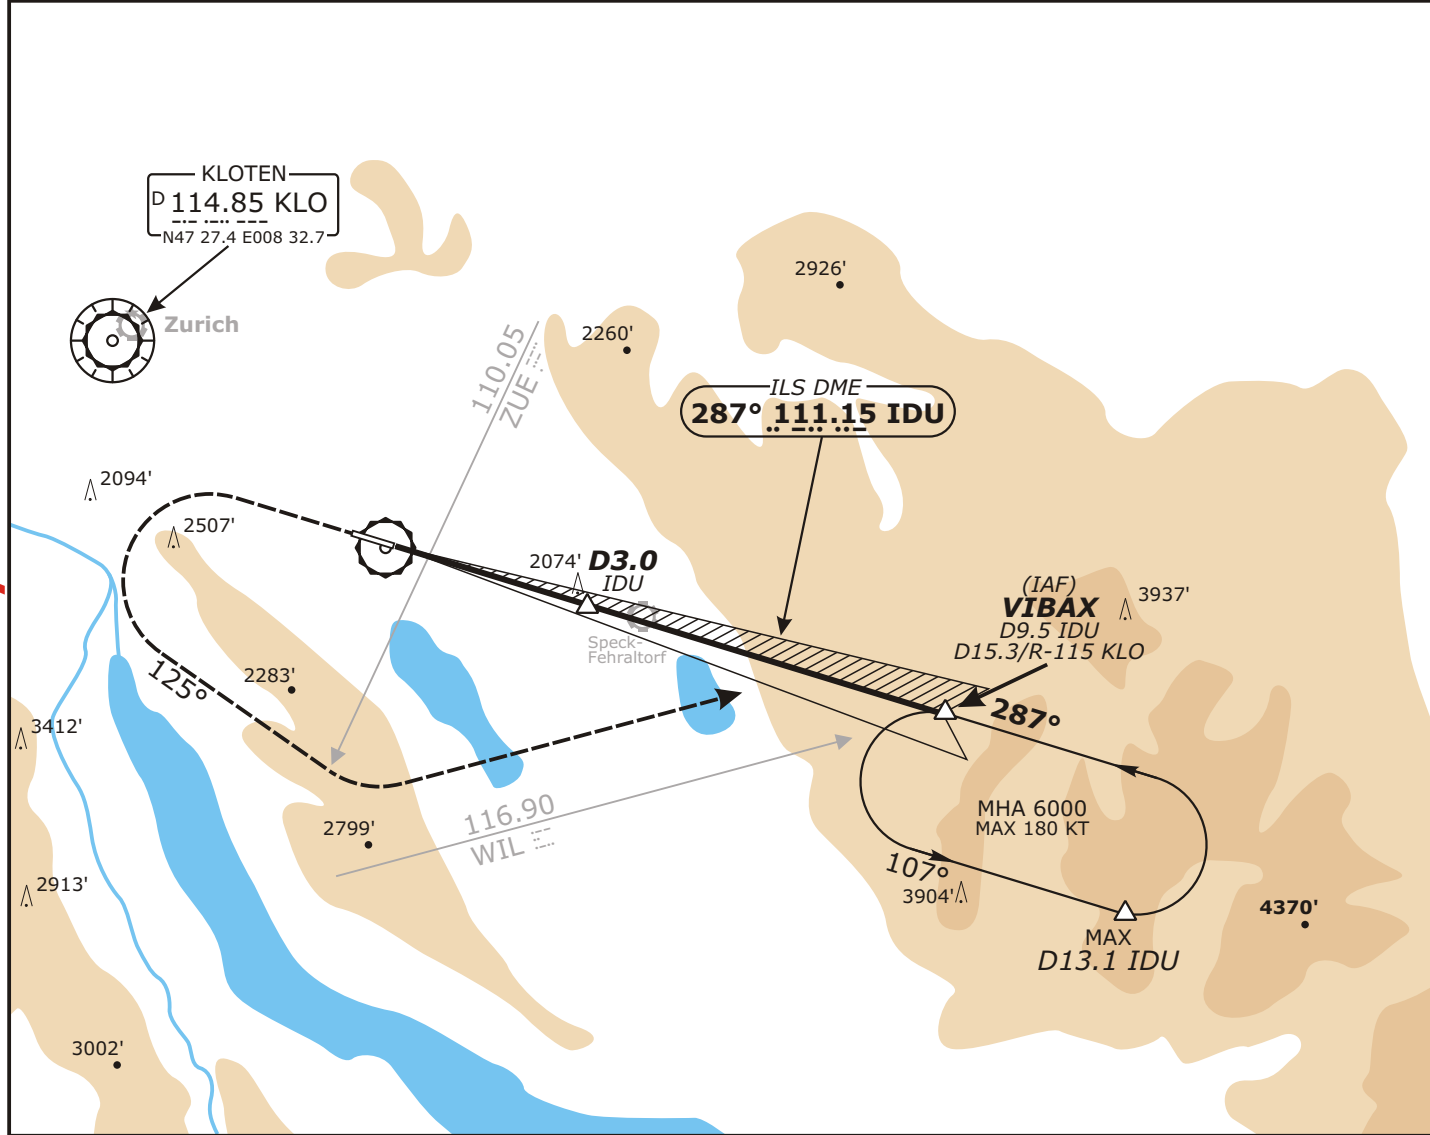 KLOTEN
D 114.85 KLO
N47 27.4 E008 32.7
Zurich
2926'
2260'
110.05
ZUE
ILS DME
287° 111.15 IDU
2094'
2507'
2074'
D3.0
IDU
(IAF)
VIBAX
D9.5 IDU
D15.3/R-115 KLO
3937'
Speck-
Fehraltorf
125°
2283'
287°
3412'
116.90
WIL
MHA 6000
MAX 180 KT
2799'
107°
3904'
2913'
4370'
MAX
D13.1 IDU
3002'